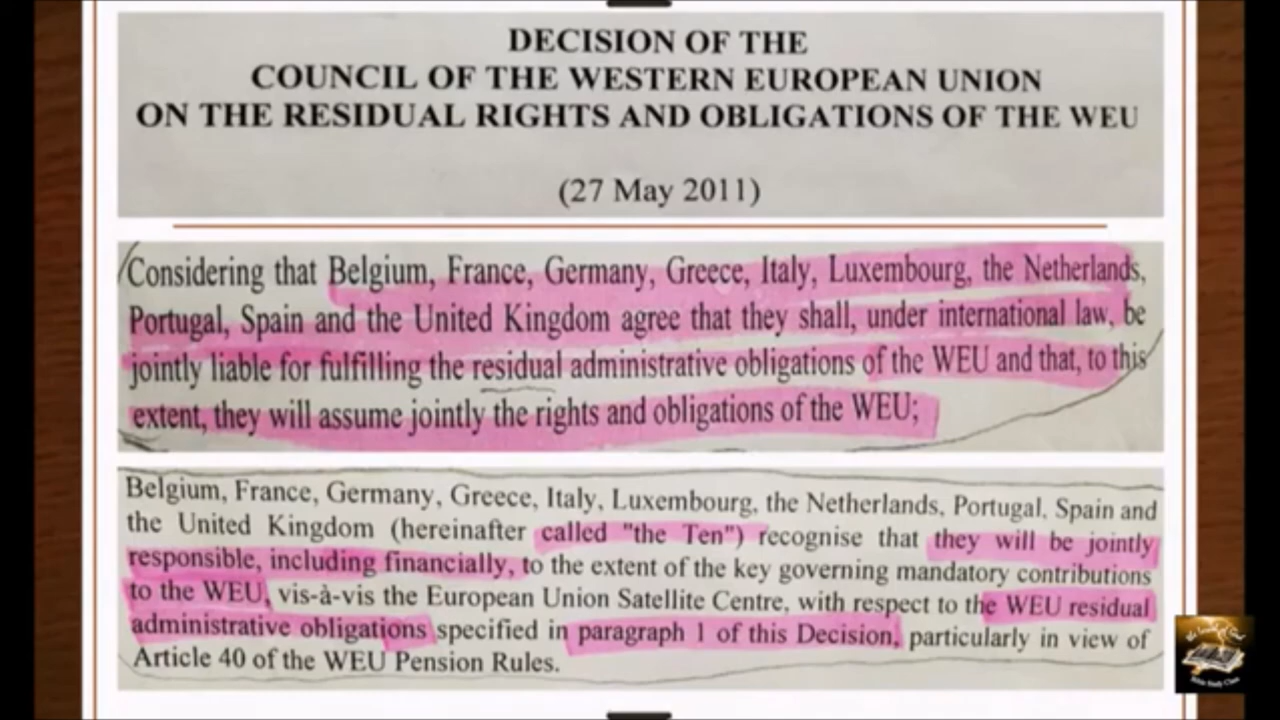 DECISION OF THE
COUNCIL OF THE WESTERN EUROPEAN UNION
ON THE RESIDUAL RIGHTS AND OBLIGATIONS OF THE WEU
(27 May 2011)
Considering that Belgium, France, Germany, Greece, Italy, Luxembourg, the Netherlands,
Portugal, Spain and the United Kingdom agree that they shall, under international law, be
jointly liable for fulfilling the residual administrative obligations of the WEU and that, to this
extent, they will assume jointly the rights and obligations of the WEU;
Belgium, France, Germany, Greece, Italy, Luxembourg, the Netherlands, Portugal, Spain and
the United Kingdom (hereinafter called "the Ten") recognise that they will be jointly
responsible, including financially, to the extent of the key governing mandatory contributions
to the WEU, vis-à-vis the European Union Satellite Centre, with respect to the WEU residual
administrative obligations specified in paragraph 1 of this Decision, particularly in view of
Article 40 of the WEU Pension Rules.